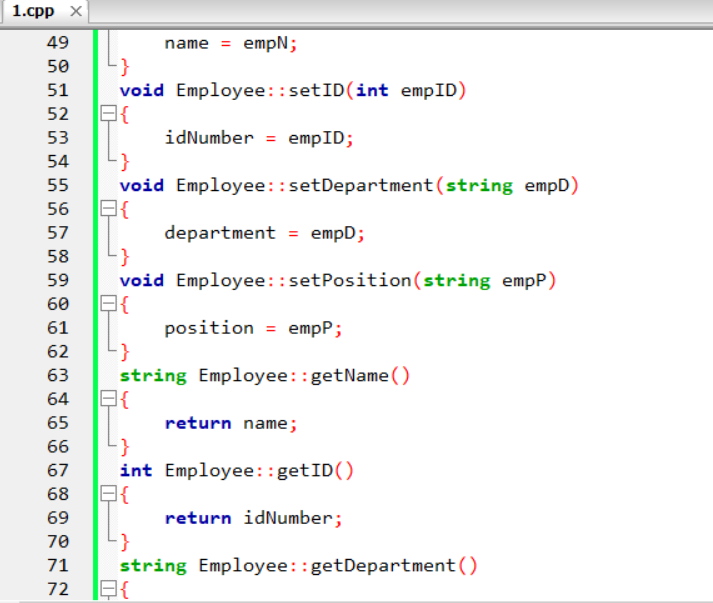 1.cpp
49 name = empN;
50 }
51 void Employee::setID(int empID)
52 {
53 idNumber = empID;
54 }
55 void Employee::setDepartment(string empD)
56 {
57 department = empD;
58 }
59 void Employee::setPosition(string empP)
60 {
61 position = empP;
62 }
63 string Employee::getName()
64 {
65 return name;
66 }
67 int Employee::getID()
68 {
69 return idNumber;
70 }
71 string Employee::getDepartment()
72 {